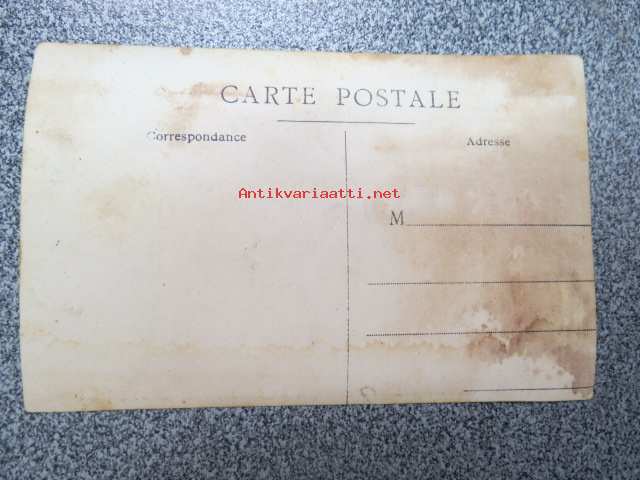 CARTE POSTALE
Correspondance
Adresse
Antikvariaatti.net
M